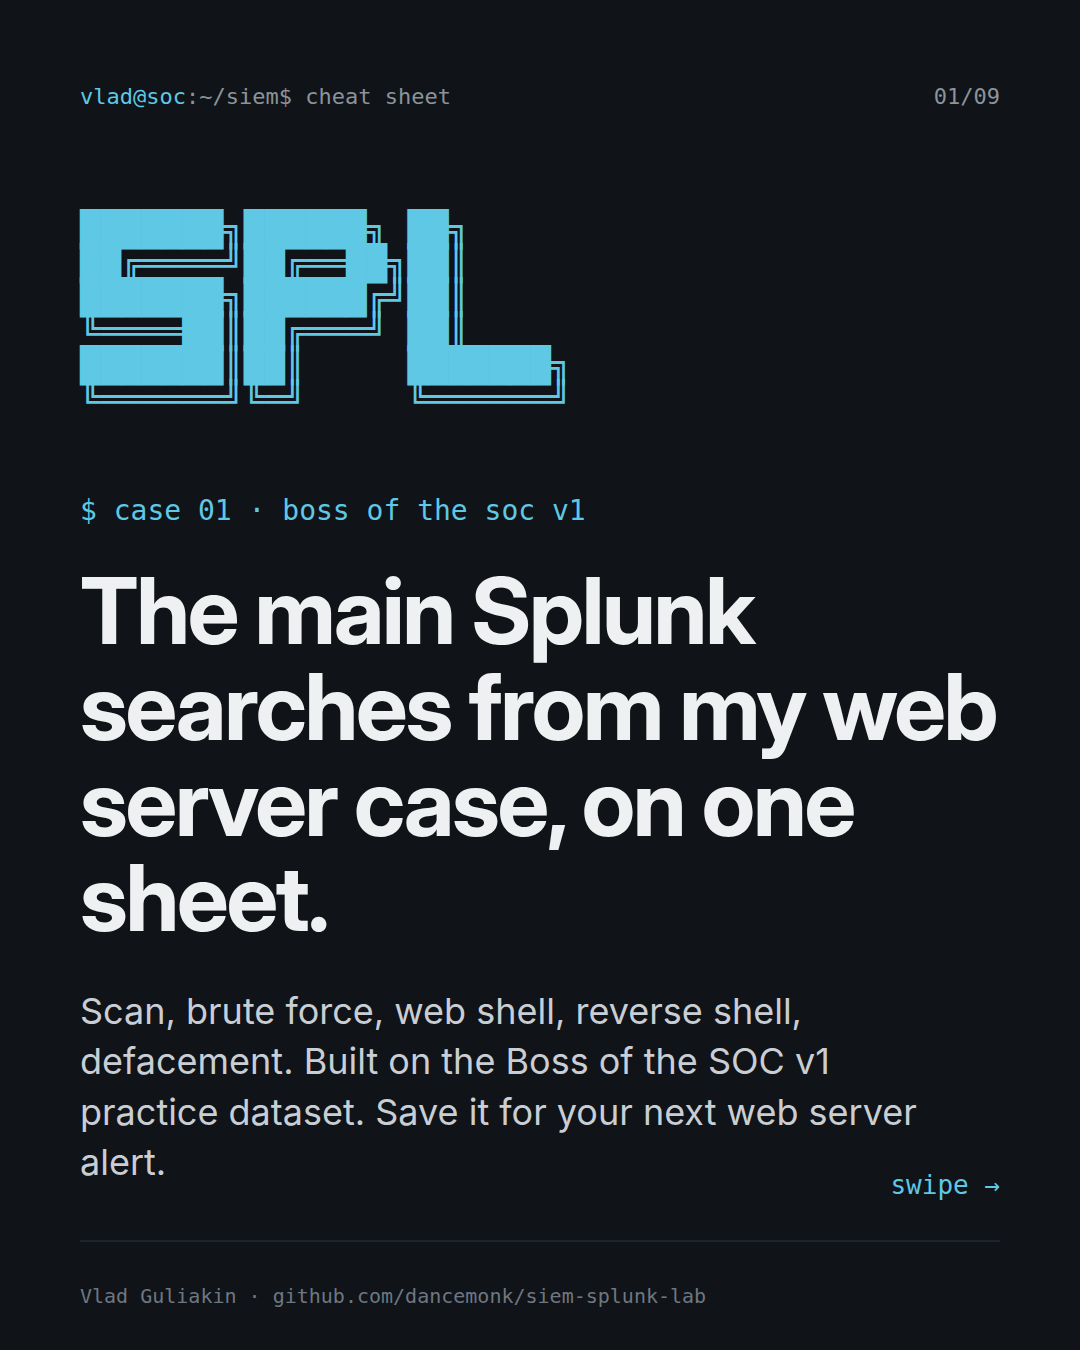 vlad@soc:~/siem$ cheat sheet
01/09
SPL
$ case 01 · boss of the soc v1
The main Splunk
searches from my web
server case, on one
sheet.
Scan, brute force, web shell, reverse shell,
defacement. Built on the Boss of the SOC v1
practice dataset. Save it for your next web server
alert.
swipe →
Vlad Guliakin · github.com/dancemonk/siem-splunk-lab